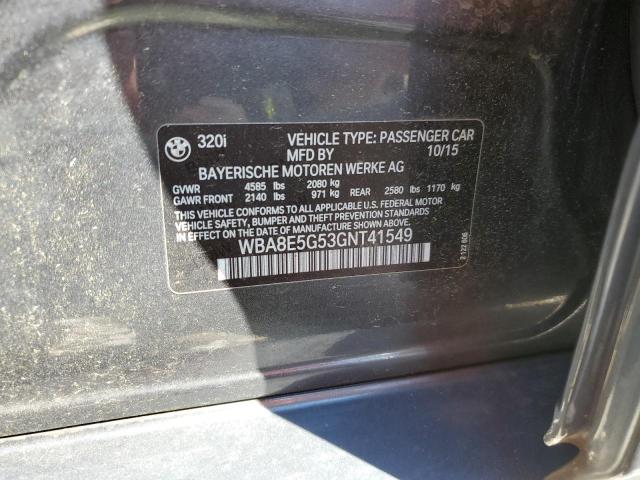 BMW
320i VEHICLE TYPE: PASSENGER CAR
MFD BY 10/15
BAYERISCHE MOTOREN WERKE AG
GVWR 4585 lbs 2080 kg
GAWR FRONT 2140 lbs 971 kg REAR 2580 lbs 1170 kg
THIS VEHICLE CONFORMS TO ALL APPLICABLE U.S. FEDERAL MOTOR
VEHICLE SAFETY, BUMPER AND THEFT PREVENTION STANDARDS IN
EFFECT ON THE DATE OF MANUFACTURE SHOWN ABOVE.
WBA8E5G53GNT41549